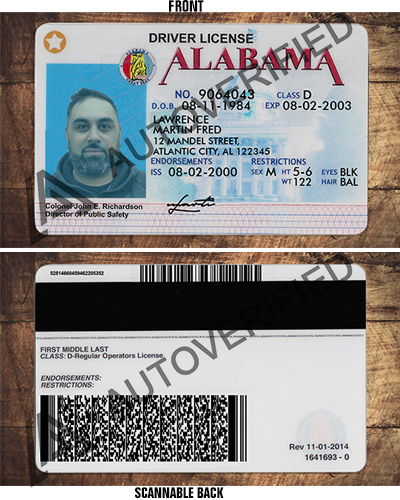 FRONT
DRIVER LICENSE
ALABAMA
NO. 9064043 CLASS D
D.O.B. 08-11-1984 EXP 08-02-2003
LAWRENCE
MARTIN FRED
12 MANDEL STREET,
ATLANTIC CITY, AL 122345
ENDORSEMENTS RESTRICTIONS
ISS 08-02-2000 SEX M HT 5-6 EYES BLK
WT 122 HAIR BAL
Colonel John E. Richardson
Director of Public Safety
AUTOVERIFIED
52814660459462205352
FIRST MIDDLE LAST
CLASS: D-Regular Operators License
ENDORSEMENTS:
RESTRICTIONS:
Rev 11-01-2014
1641693 - 0
AUTOVERIFIED
SCANNABLE BACK